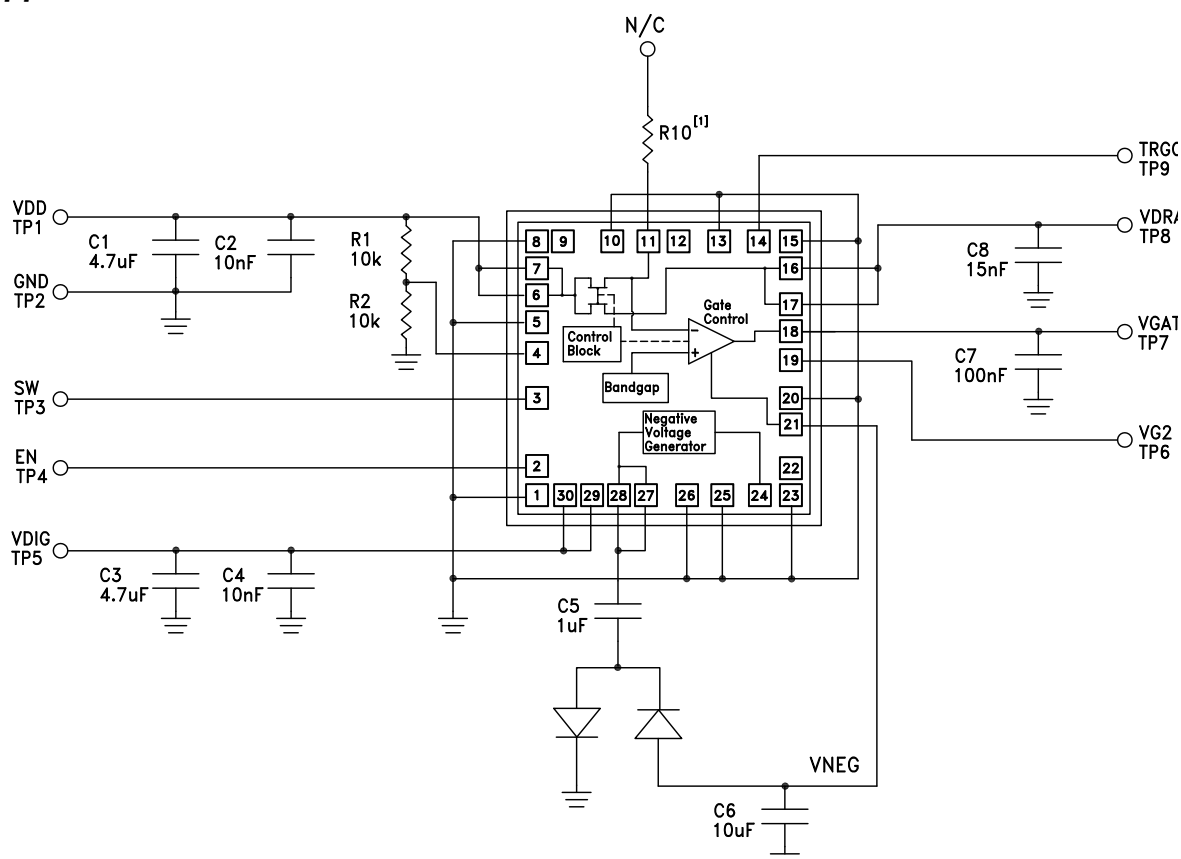 N/C
R10[1]
TRGO
TP9
VDD
TP1
C1
4.7uF
C2
10nF
R1
10k
GND
TP2
R2
10k
8
9
10
11
12
13
14
15
7
16
6
17
5
18
4
19
3
20
21
2
22
1
30
29
28
27
26
25
24
23
Gate
Control
Control
Block
Bandgap
Negative
Voltage
Generator
C8
15nF
VDRA
TP8
VGAT
TP7
C7
100nF
VG2
TP6
SW
TP3
EN
TP4
VDIG
TP5
C3
4.7uF
C4
10nF
C5
1uF
VNEG
C6
10uF